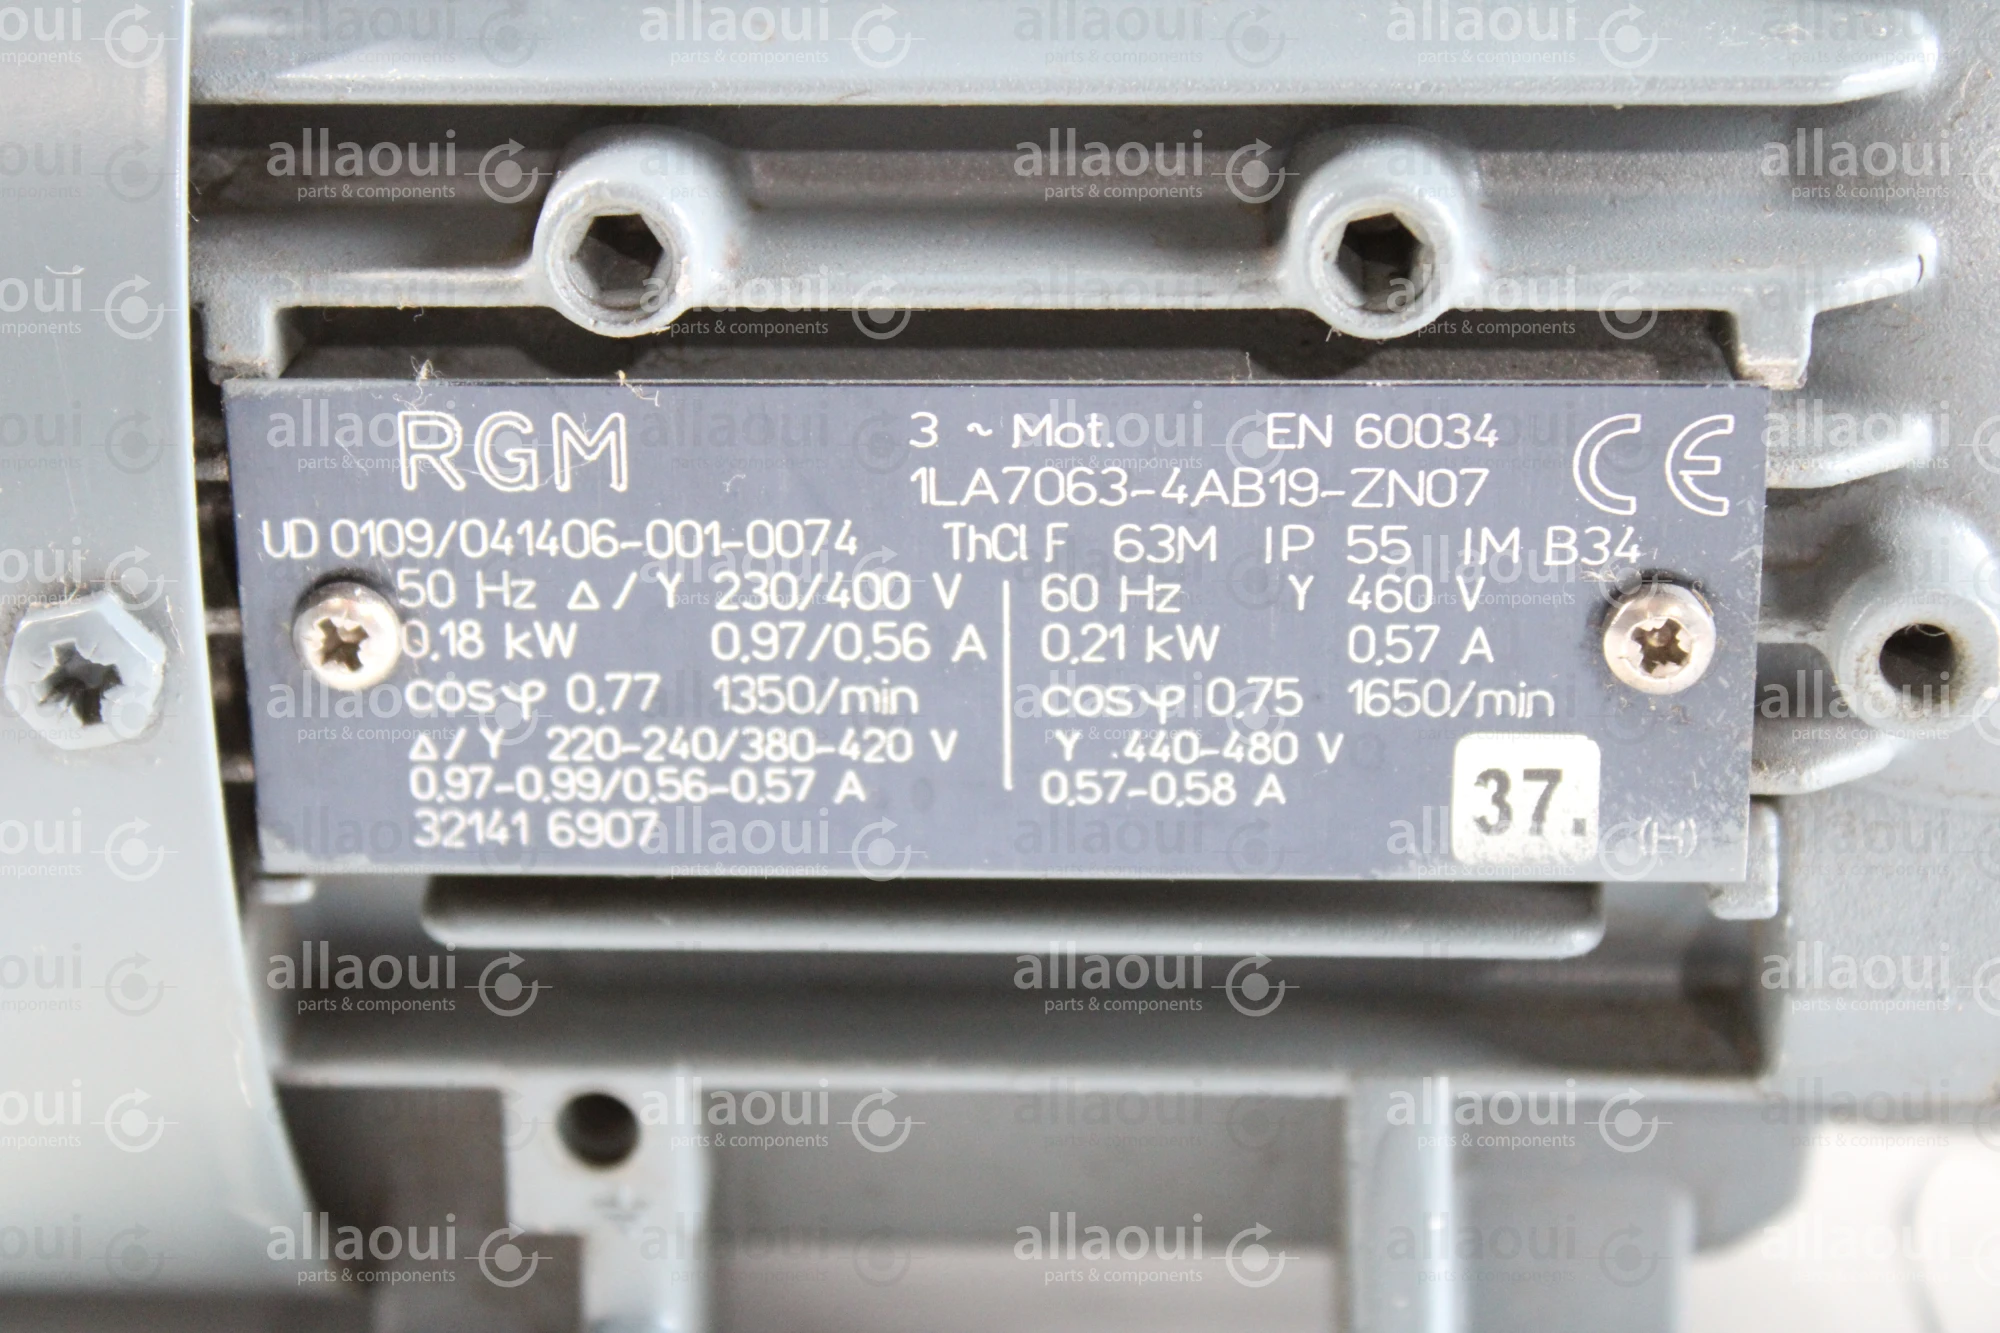 RGM 3 ~ Mot. EN 60034 CE
1LA7063-4AB19-ZN07
UD 0109/041406-001-0074 ThCl F 63M IP 55 IM B34
50 Hz Δ/Y 230/400 V 60 Hz Y 460 V
0.18 kW 0.97/0.56 A 0.21 kW 0.57 A
cosφ 0.77 1350/min cosφ 0.75 1650/min
Δ/Y 220-240/380-420 V Y 440-480 V
0.97-0.99/0.56-0.57 A 0.57-0.58 A
32141 6907 37. (H)
allaoui
parts & components